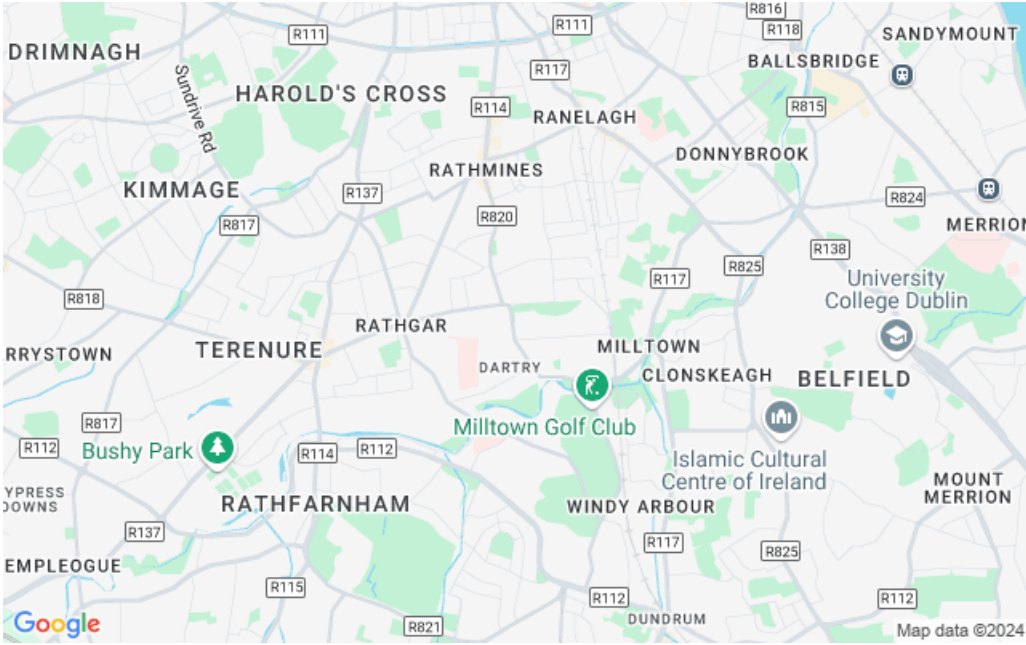 R816
R111
R111
R118
SANDYMOUNT
DRIMNAGH
BALLSBRIDGE
R117
Sundrive Rd
HAROLD'S CROSS
R114
R815
RANELAGH
DONNYBROOK
RATHMINES
KIMMAGE
R137
R824
R820
R817
MERRION
R138
R825
R117
University
College Dublin
R818
RATHGAR
TERENURE
MILLTOWN
RRYSTOWN
DARTRY
CLONSKEAGH
BELFIELD
R817
Milltown Golf Club
R112
Bushy Park
R114
R112
Islamic Cultural
Centre of Ireland
YPRESS
DOWNS
MOUNT
MERRION
RATHFARNHAM
WINDY ARBOUR
R137
R117
R825
EMPLEOGUE
R115
R112
R112
DUNDRUM
R821
Google
Map data ©2024